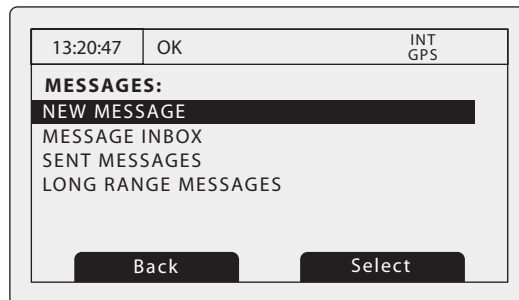 13:20:47 OK INT
GPS
MESSAGES:
NEW MESSAGE
MESSAGE INBOX
SENT MESSAGES
LONG RANGE MESSAGES
Back Select